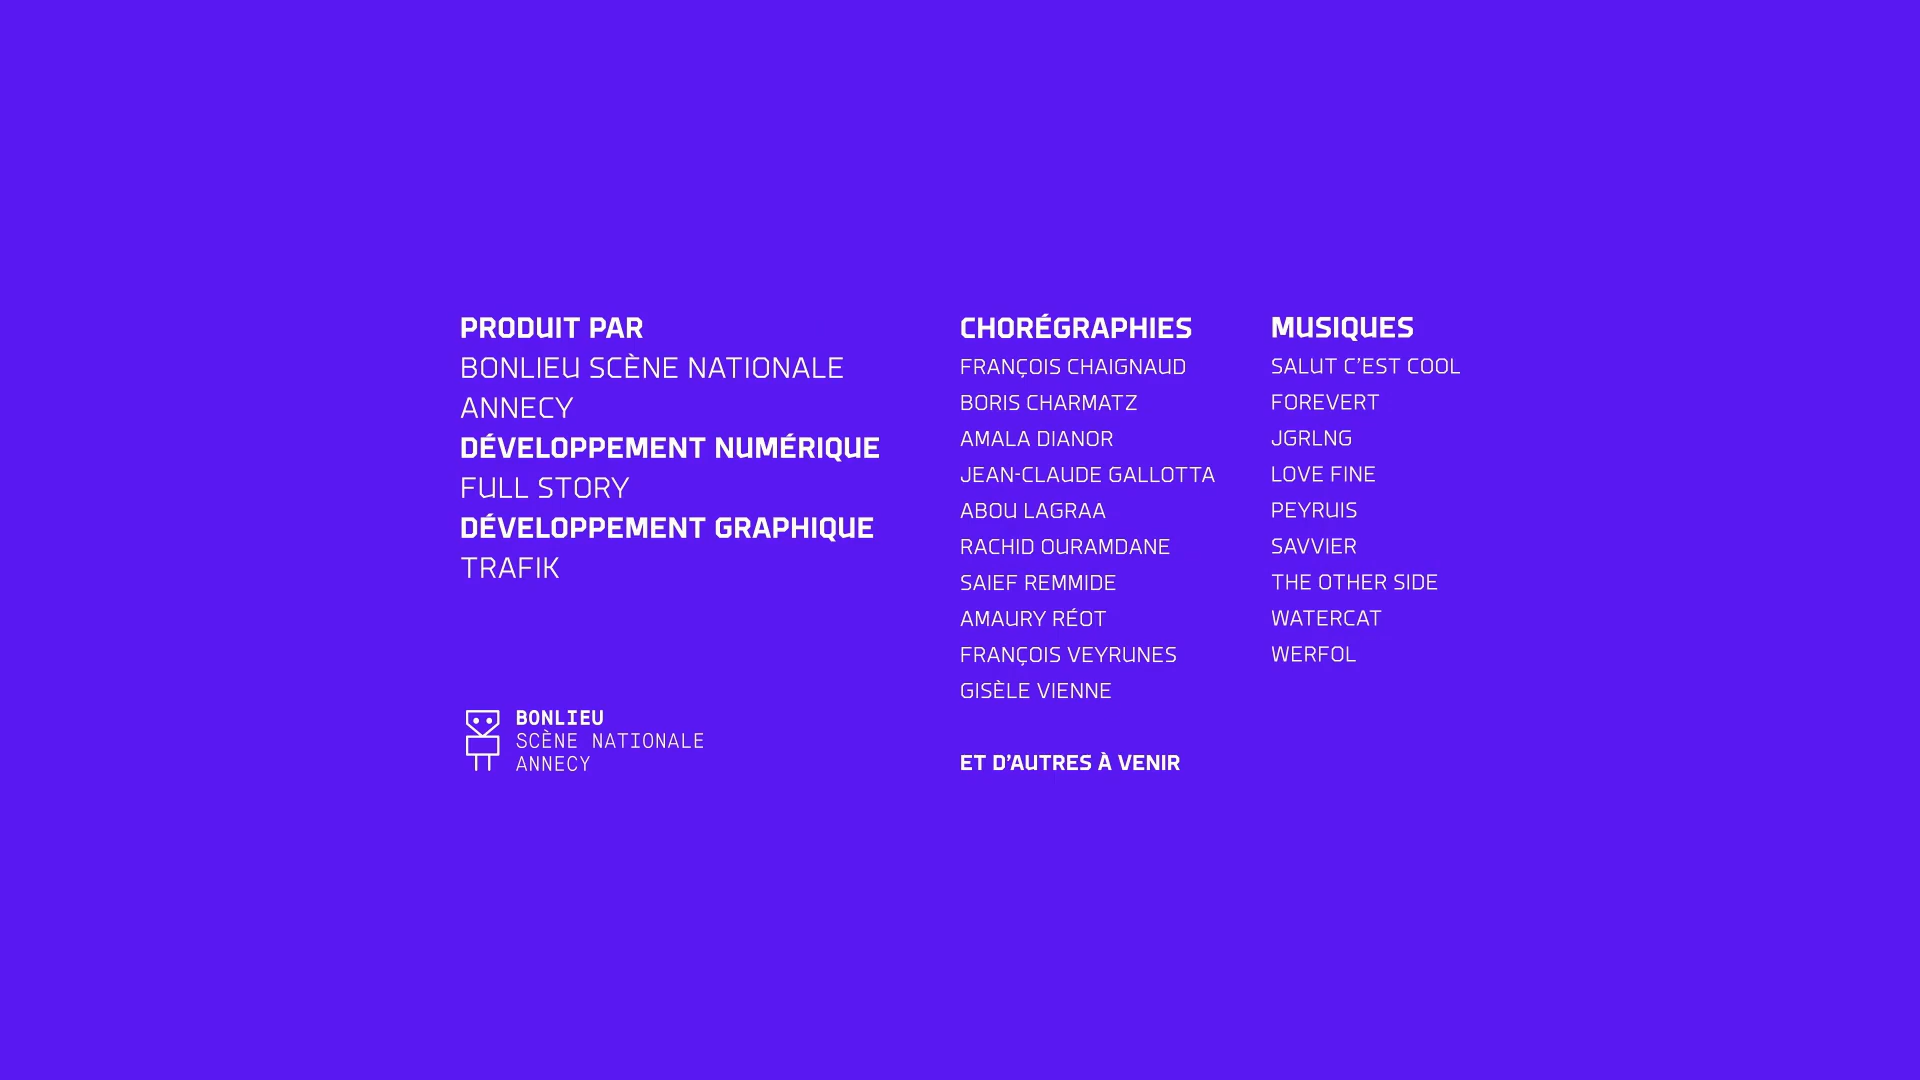 PRODUIT PAR
BONLIEU SCÈNE NATIONALE
ANNECY
DÉVELOPPEMENT NUMÉRIQUE
FULL STORY
DÉVELOPPEMENT GRAPHIQUE
TRAFIK
BONLIEU
SCÈNE NATIONALE
ANNECY
CHORÉGRAPHIES
FRANÇOIS CHAIGNAUD
BORIS CHARMATZ
AMALA DIANOR
JEAN-CLAUDE GALLOTTA
ABOU LAGRAA
RACHID OURAMDANE
SAIEF REMMIDE
AMAURY RÉOT
FRANÇOIS VEYRUNES
GISÈLE VIENNE
ET D’AUTRES À VENIR
MUSIQUES
SALUT C’EST COOL
FOREVERT
JGRLNG
LOVE FINE
PEYRUIS
SAVVIER
THE OTHER SIDE
WATERCAT
WERFOL